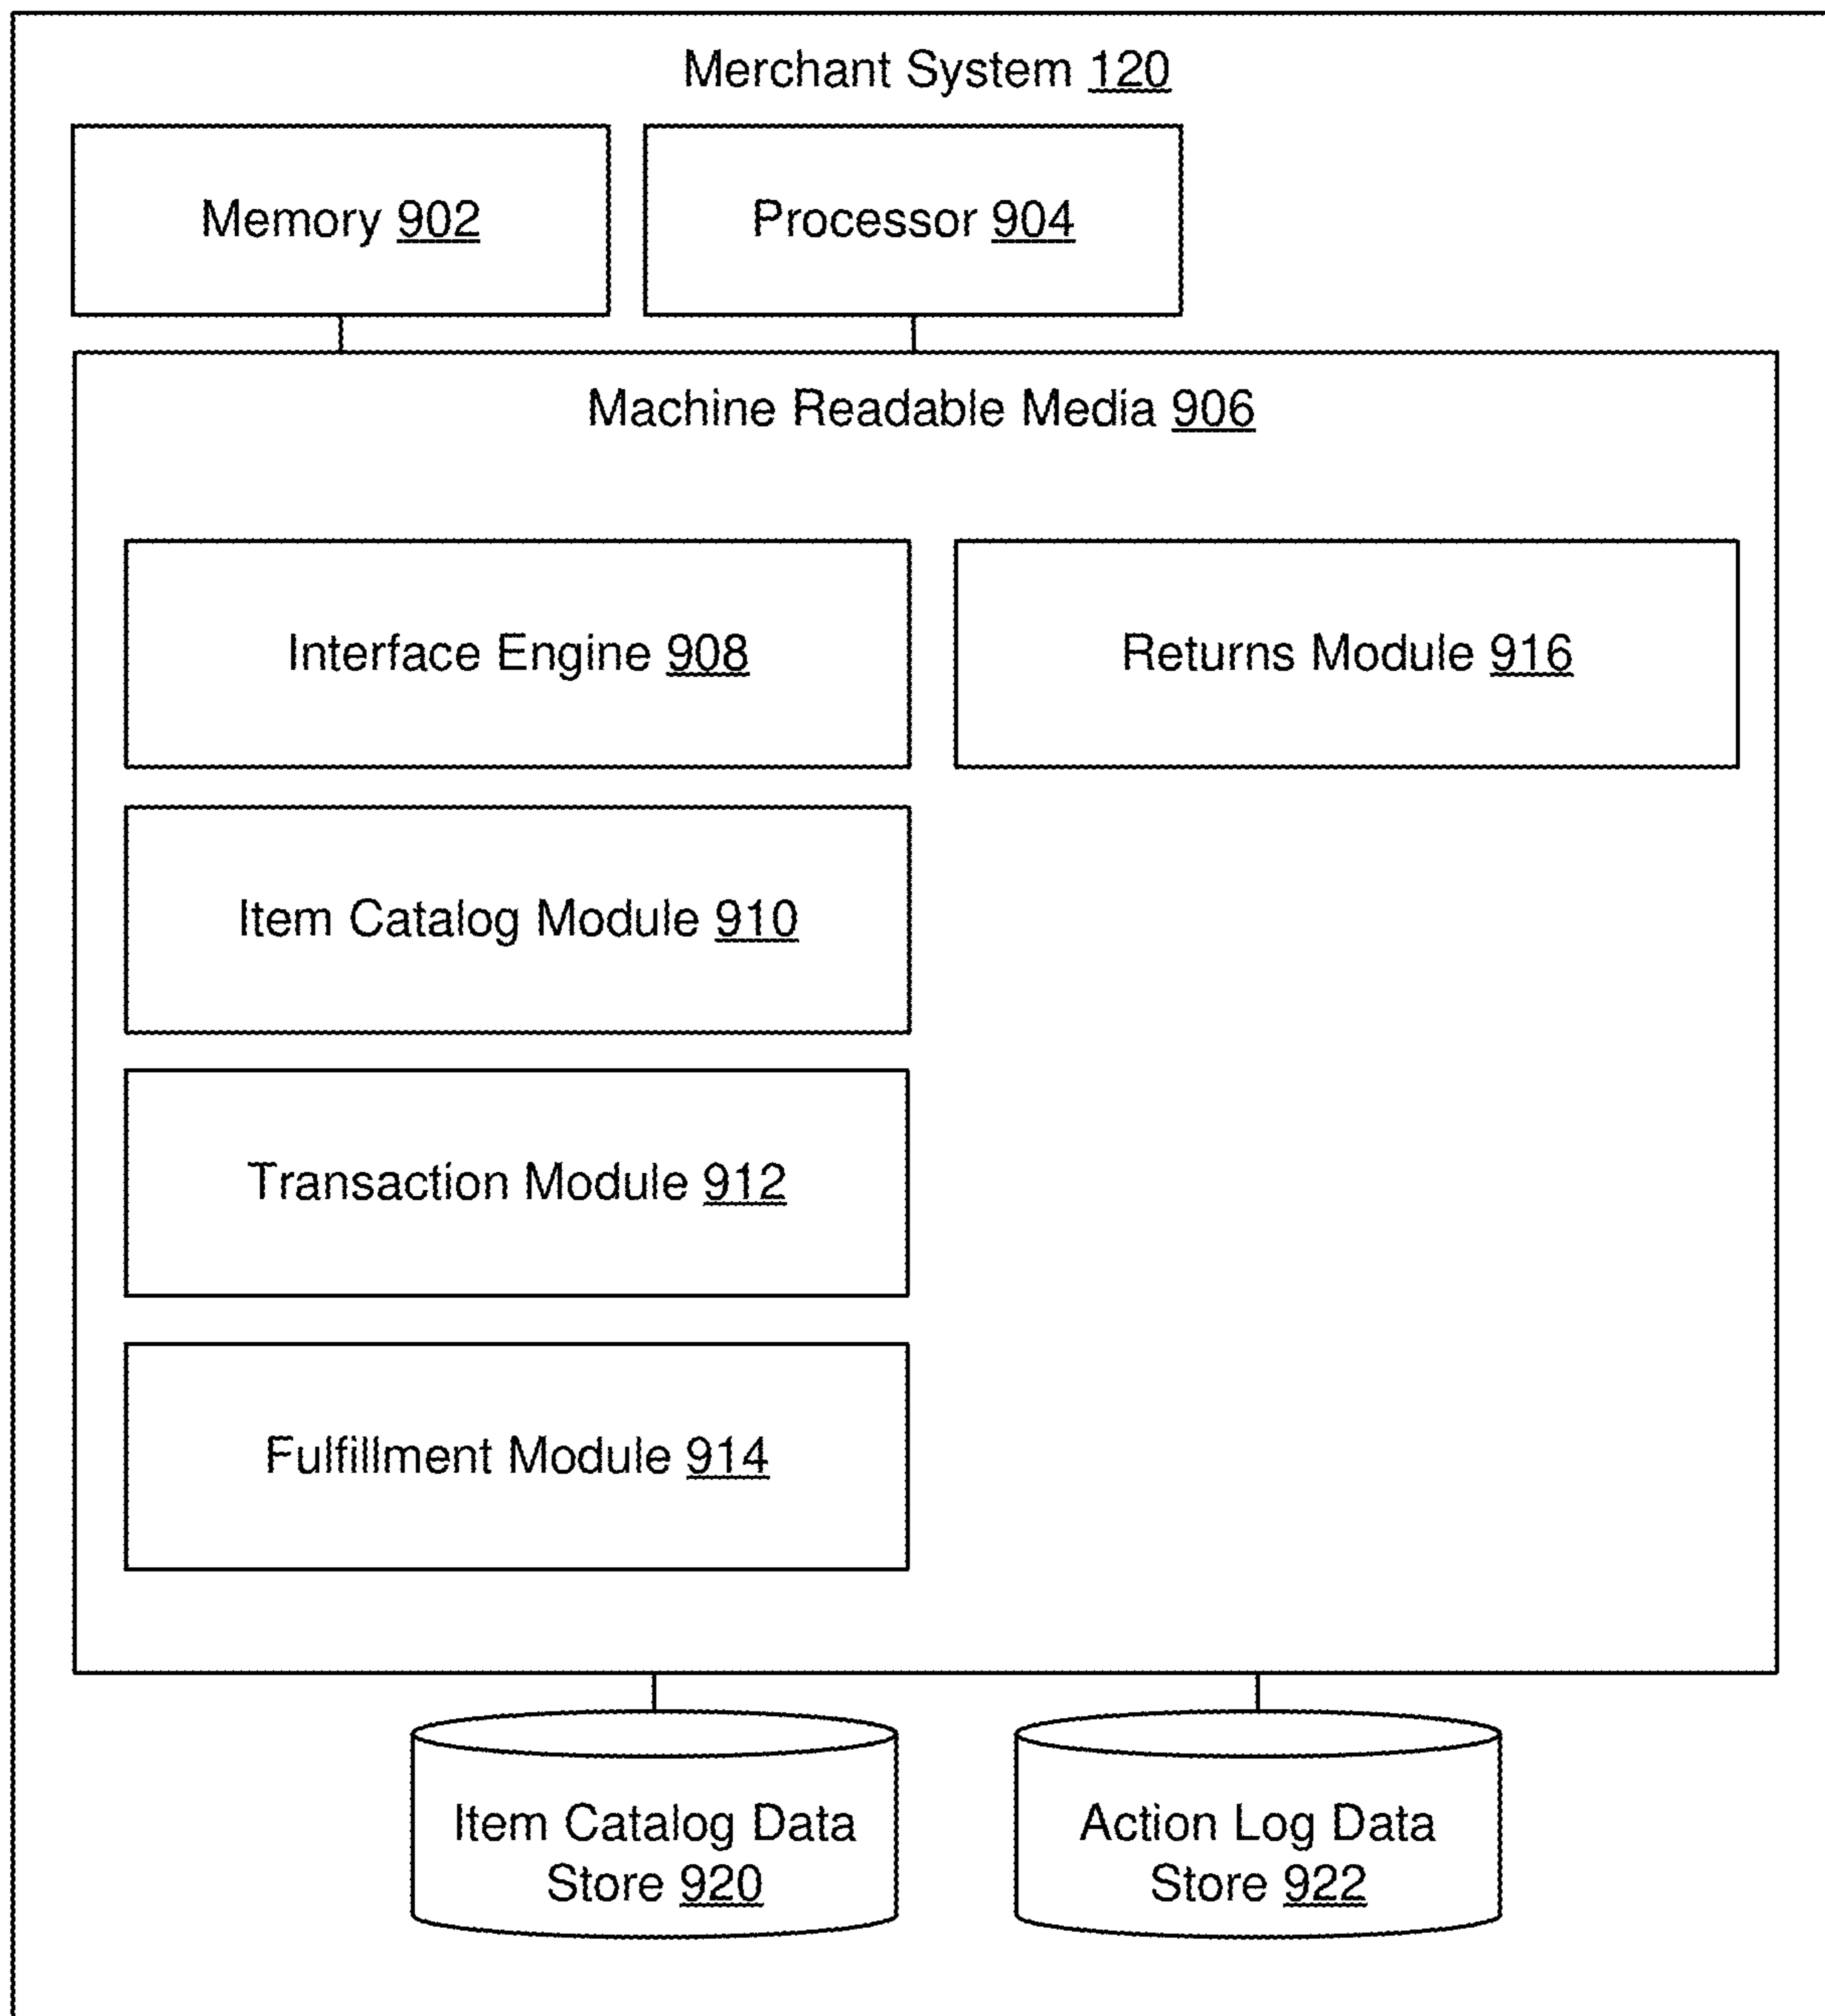 Merchant System 120
Memory 902
Processor 904
Machine Readable Media 906
Interface Engine 908
Returns Module 916
Item Catalog Module 910
Transaction Module 912
Fulfillment Module 914
Item Catalog Data
Store 920
Action Log Data
Store 922